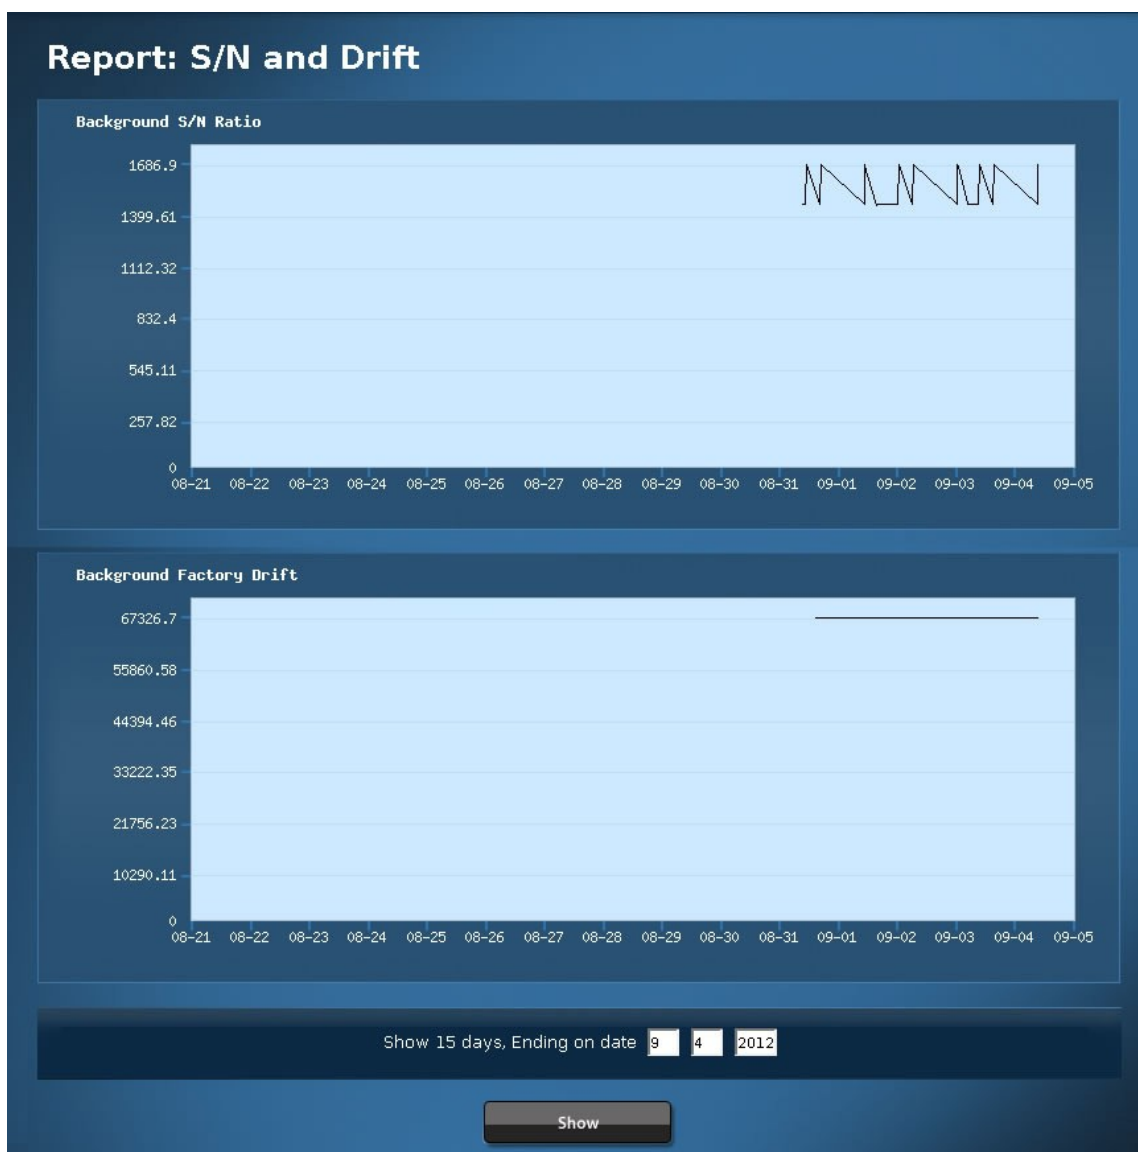 Report: S/N and Drift
Background S/N Ratio
1686.9
1399.61
1112.32
832.4
545.11
257.82
0
08-21 08-22 08-23 08-24 08-25 08-26 08-27 08-28 08-29 08-30 08-31 09-01 09-02 09-03 09-04 09-05
Background Factory Drift
67326.7
55860.58
44394.46
33222.35
21756.23
10290.11
0
08-21 08-22 08-23 08-24 08-25 08-26 08-27 08-28 08-29 08-30 08-31 09-01 09-02 09-03 09-04 09-05
Show 15 days, Ending on date 9 4 2012
Show